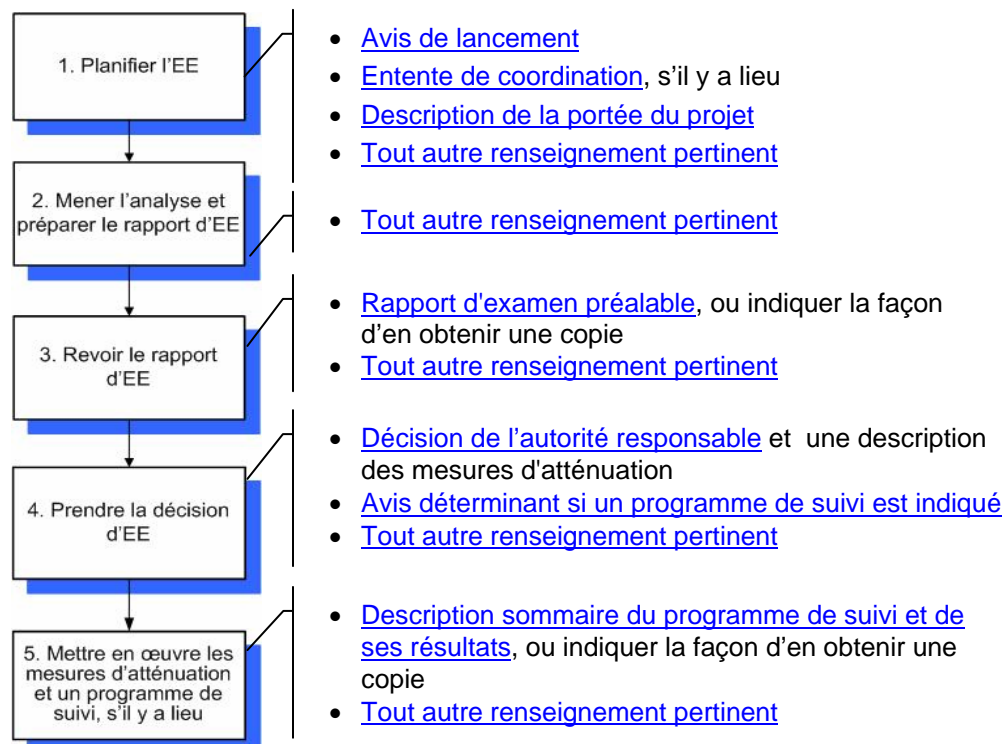 1. Planifier l'EE
• Avis de lancement
• Entente de coordination, s'il y a lieu
• Description de la portée du projet
• Tout autre renseignement pertinent
2. Mener l'analyse et
préparer le rapport d'EE
• Tout autre renseignement pertinent
3. Revoir le rapport
d'EE
• Rapport d'examen préalable, ou indiquer la façon
d'en obtenir une copie
• Tout autre renseignement pertinent
4. Prendre la décision
d'EE
• Décision de l'autorité responsable et une description
des mesures d'atténuation
• Avis déterminant si un programme de suivi est indiqué
• Tout autre renseignement pertinent
5. Mettre en œuvre les
mesures d'atténuation
et un programme de
suivi, s'il y a lieu
• Description sommaire du programme de suivi et de
ses résultats, ou indiquer la façon d'en obtenir une
copie
• Tout autre renseignement pertinent